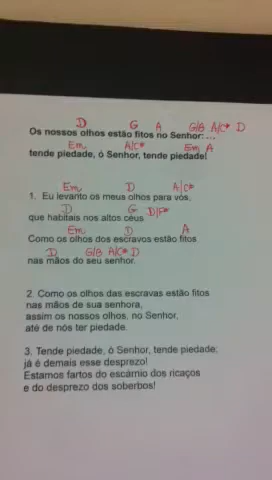 D G A G/B A/C# D
Os nossos olhos estão fitos no Senhor: ...
Em A/C# Em A
tende piedade, ó Senhor, tende piedade!
Em D A/C#
1. Eu levanto os meus olhos para vós,
D G D/F#
que habitais nos altos céus
Em D A
Como os olhos dos escravos estão fitos
D G/B A/C# D
nas mãos do seu senhor.
2. Como os olhos das escravas estão fitos
nas mãos de sua senhora,
assim os nossos olhos, no Senhor,
até de nós ter piedade.
3. Tende piedade, ó Senhor, tende piedade;
já é demais esse desprezo!
Estamos fartos do escárnio dos ricaços
e do desprezo dos soberbos!